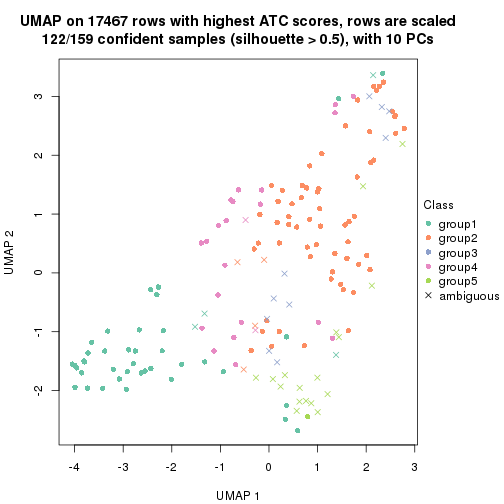 UMAP on 17467 rows with highest ATC scores, rows are scaled
122/159 confident samples (silhouette > 0.5), with 10 PCs
3
2
1
0
-1
-2
UMAP 2
-4 -3 -2 -1 0 1 2 3
UMAP 1
Class
group1
group2
group3
group4
group5
ambiguous